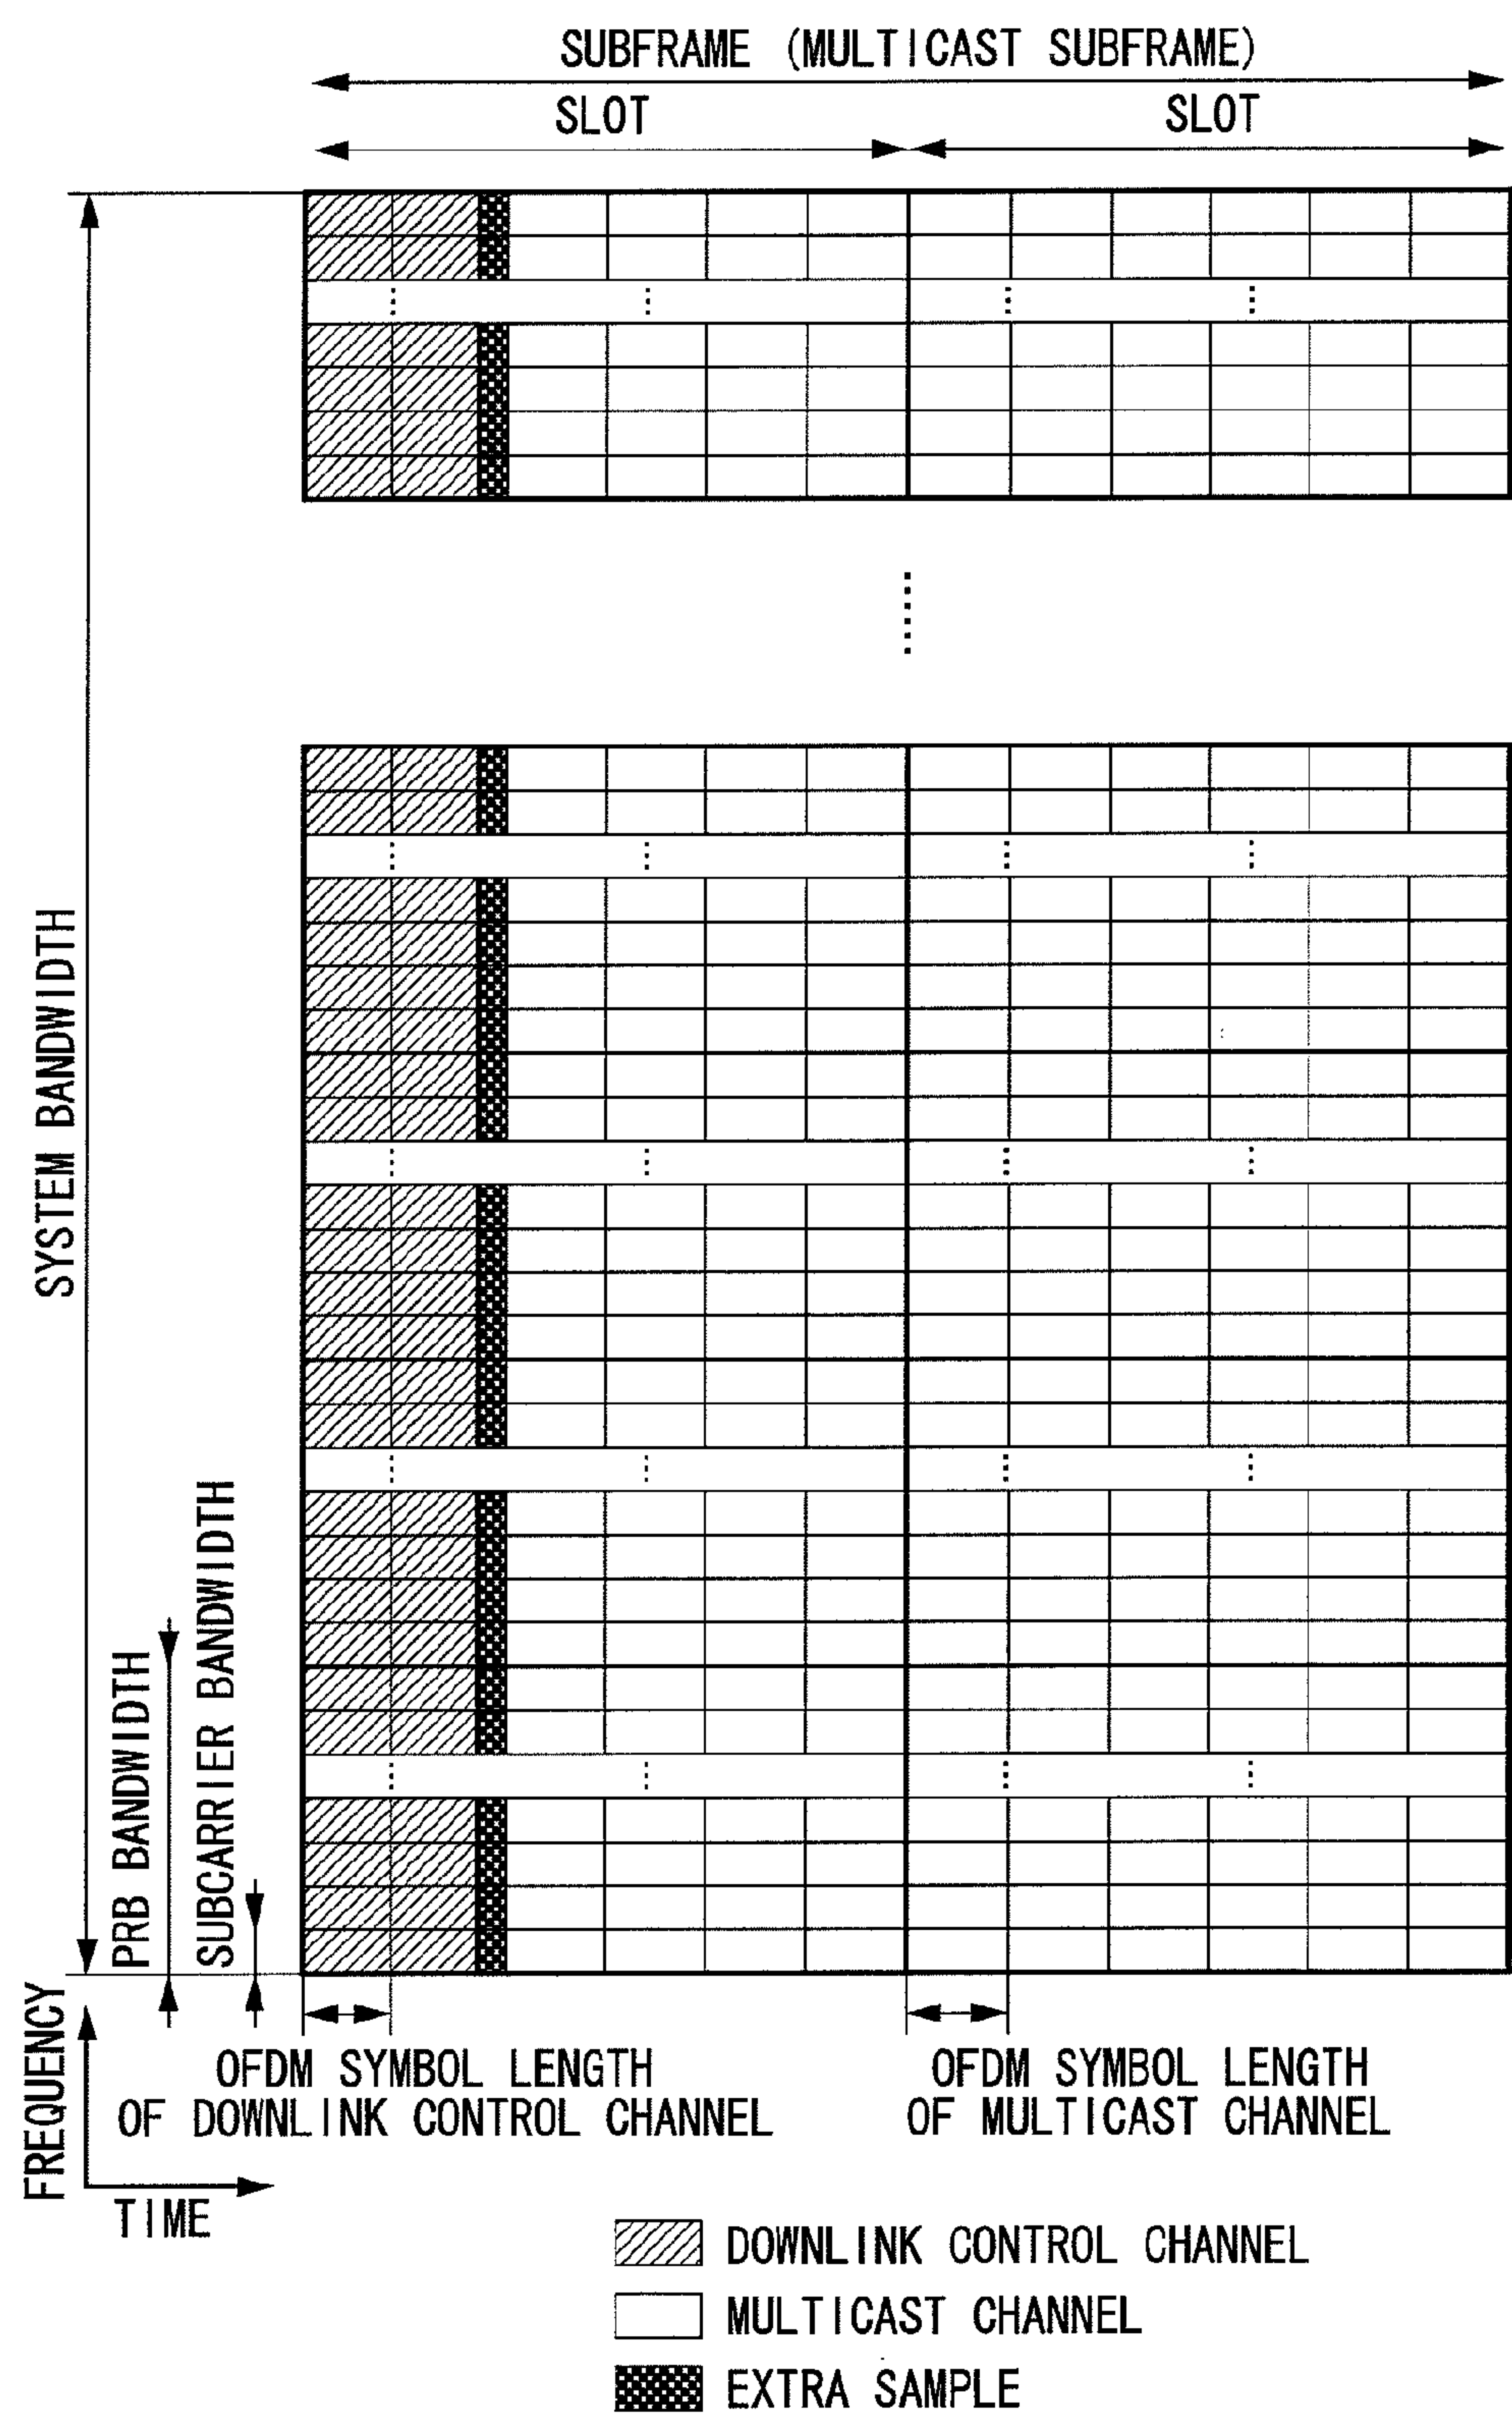 SUBFRAME (MULTICAST SUBFRAME)
SLOT
SLOT
SYSTEM BANDWIDTH
PRB BANDWIDTH
SUBCARRIER BANDWIDTH
FREQUENCY
TIME
OFDM SYMBOL LENGTH
OF DOWNLINK CONTROL CHANNEL
OFDM SYMBOL LENGTH
OF MULTICAST CHANNEL
DOWNLINK CONTROL CHANNEL
MULTICAST CHANNEL
EXTRA SAMPLE